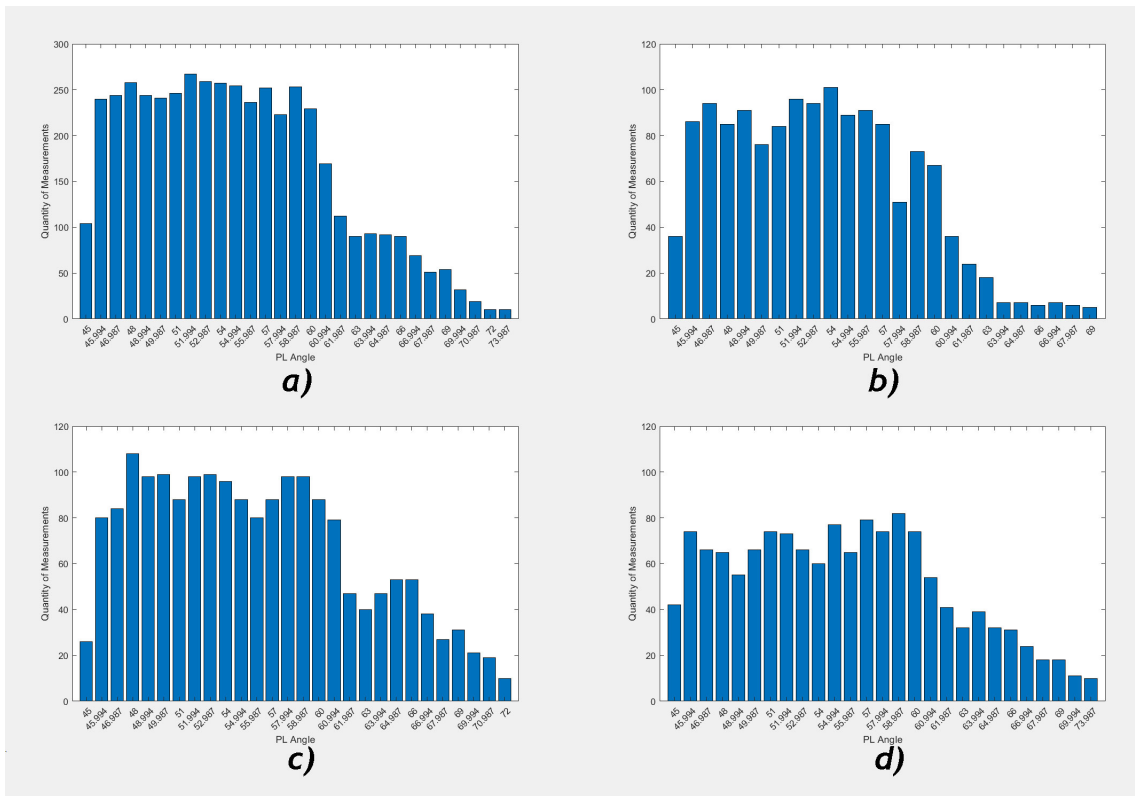 300
250
200
150
100
50
0
Quantity of Measurements
45 45.994 46.987 48 48.994 49.987 51 51.994 52.987 54 54.994 55.987 57 57.994 58.987 60 60.994 61.987 63 63.994 64.987 66 66.994 67.987 69 69.994 70.987 72 73.987
PL Angle
a)
120
100
80
60
40
20
0
Quantity of Measurements
45 45.994 46.987 48 48.994 49.987 51 51.994 52.987 54 54.994 55.987 57 57.994 58.987 60 60.994 61.987 63 63.994 64.987 66 66.994 67.987 69
PL Angle
b)
120
100
80
60
40
20
0
Quantity of Measurements
45 45.994 46.987 48 48.994 49.987 51 51.994 52.987 54 54.994 55.987 57 57.994 58.987 60 60.994 61.987 63 63.994 64.987 66 66.994 67.987 69 69.994 70.987 72
PL Angle
c)
120
100
80
60
40
20
0
Quantity of Measurements
45 45.994 46.987 48 48.994 49.987 51 51.994 52.987 54 54.994 55.987 57 57.994 58.987 60 60.994 61.987 63 63.994 64.987 66 66.994 67.987 69 69.994 73.987
PL Angle
d)